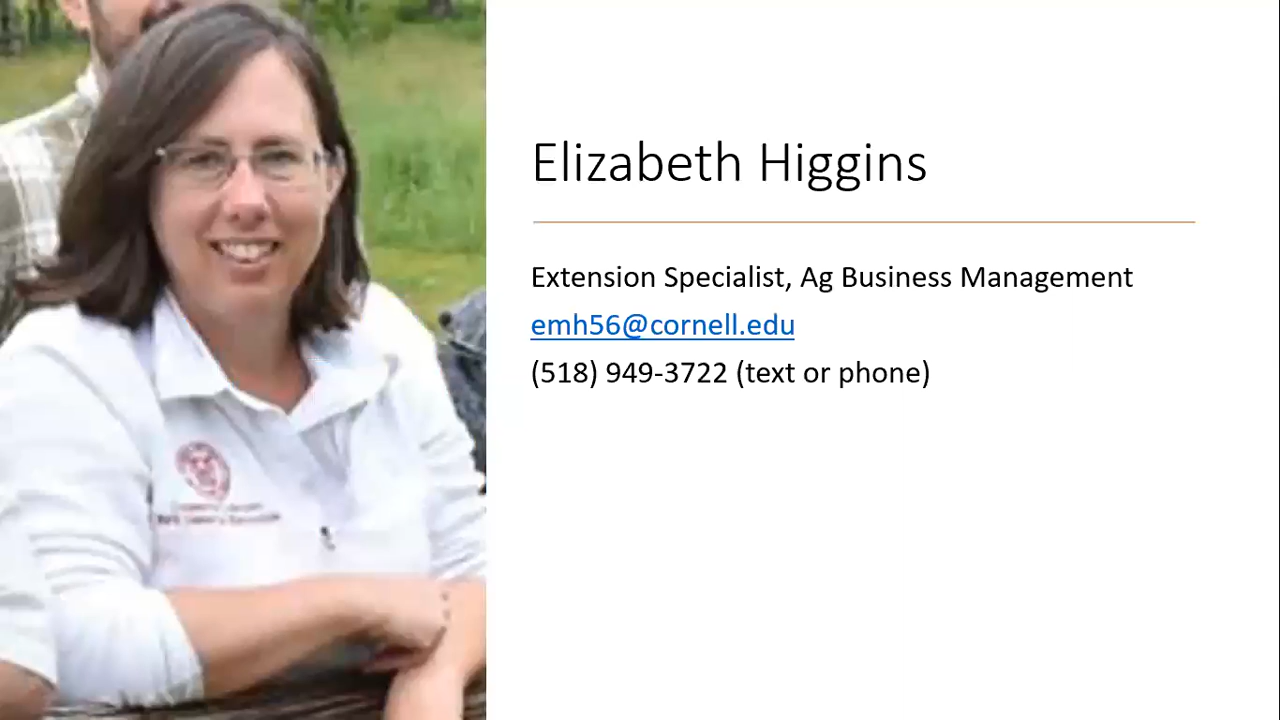 Elizabeth Higgins
Extension Specialist, Ag Business Management
emh56@cornell.edu
(518) 949-3722 (text or phone)